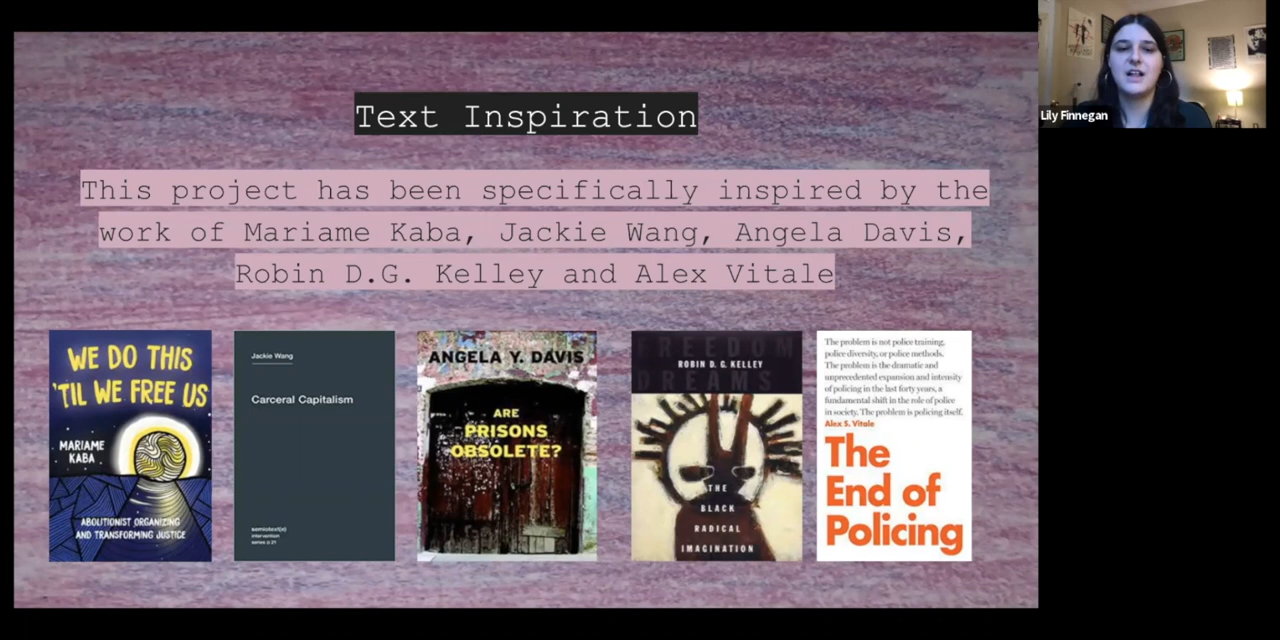 Text Inspiration
This project has been specifically inspired by the
work of Mariame Kaba, Jackie Wang, Angela Davis,
Robin D.G. Kelley and Alex Vitale
WE DO THIS
'TIL WE FREE US
MARIAME
KABA
ABOLITIONIST ORGANIZING
AND TRANSFORMING JUSTICE
Jackie Wang
Carceral Capitalism
semiotext(e)
intervention
series
ANGELA Y. DAVIS
ARE
PRISONS
OBSOLETE?
FREEDOM
ROBIN D. G. KELLEY
DREAMS
THE
BLACK
RADICAL
IMAGINATION
The problem is not police training,
police diversity, or police methods.
The problem is the dramatic and
unprecedented expansion and intensity
of policing in the last forty years, a
fundamental shift in the role of police
in society. The problem is policing itself.
Alex S. Vitale
The
End of
Policing
Lily Finnegan